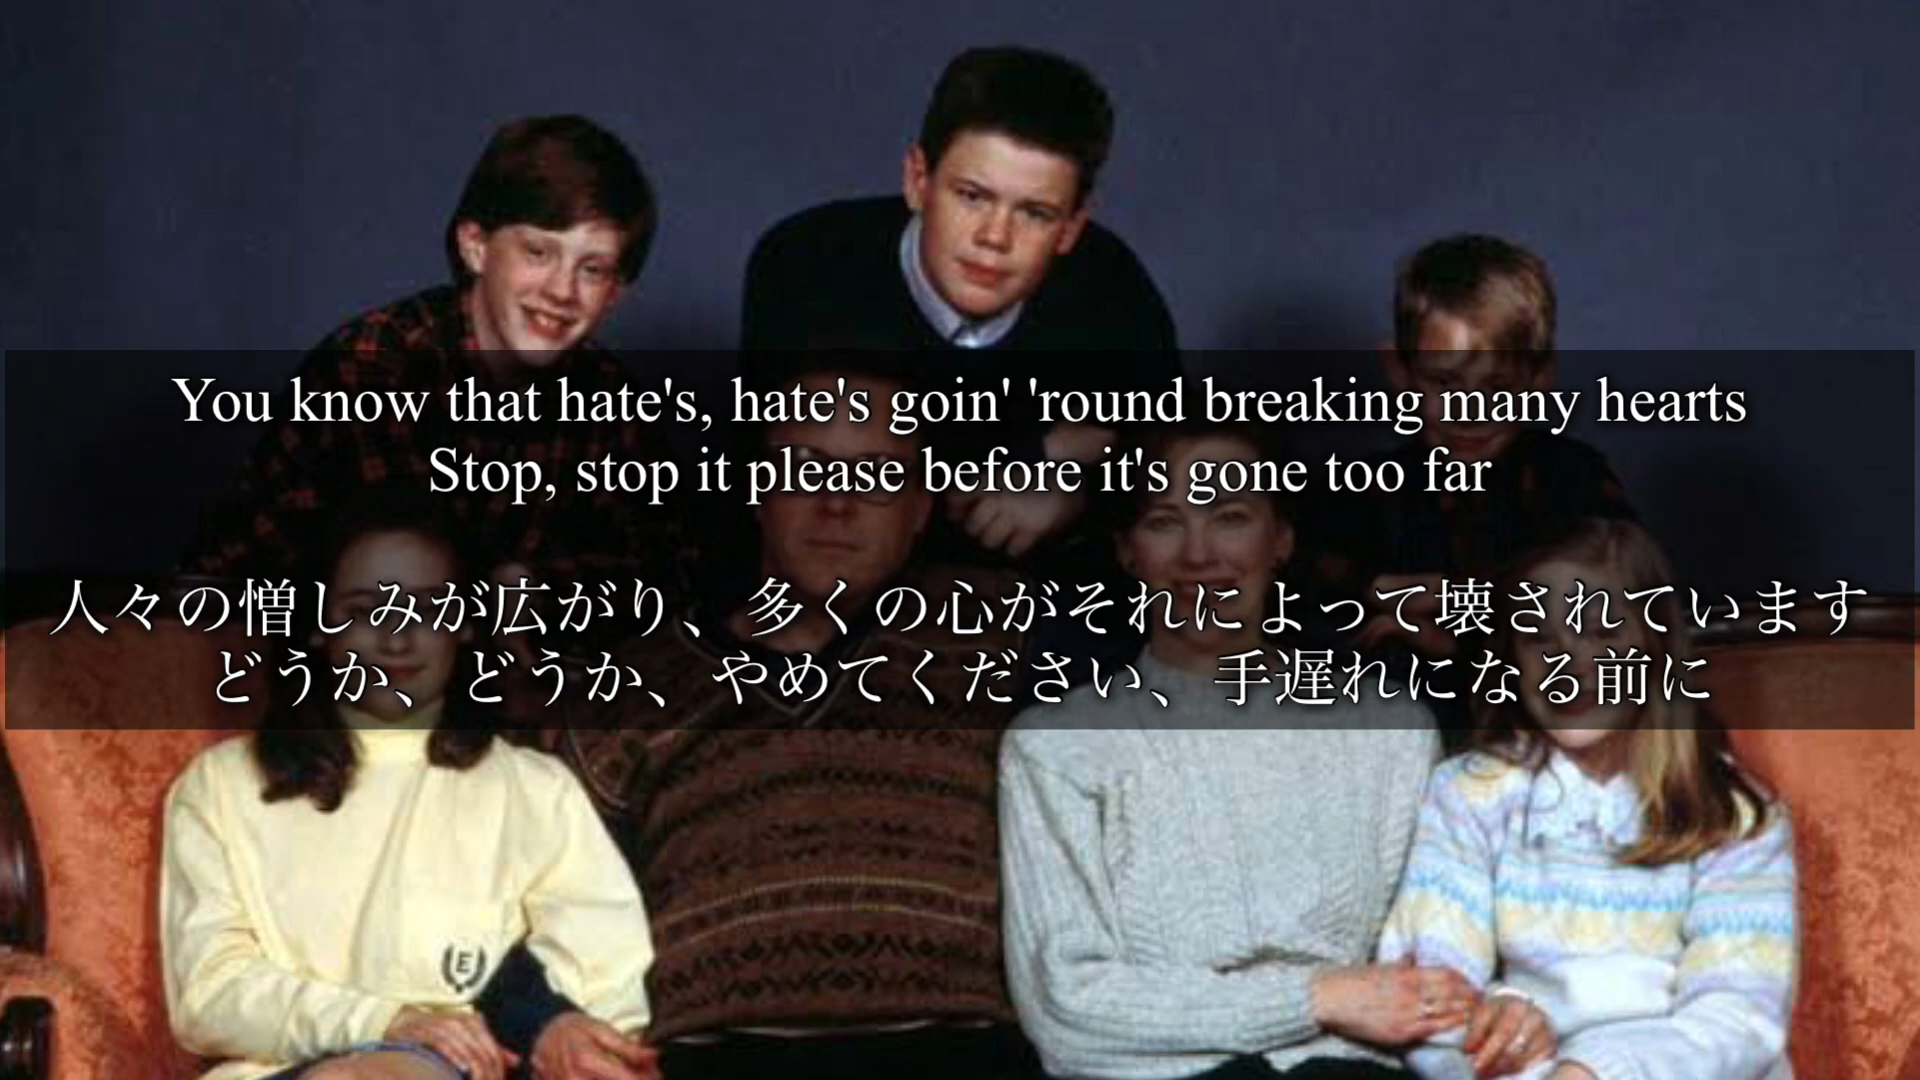 You know that hate's, hate's goin' 'round breaking many hearts
Stop, stop it please before it's gone too far
人々の憎しみが広がり、多くの心がそれによって壊されています
どうか、どうか、やめてください、手遅れになる前に
E